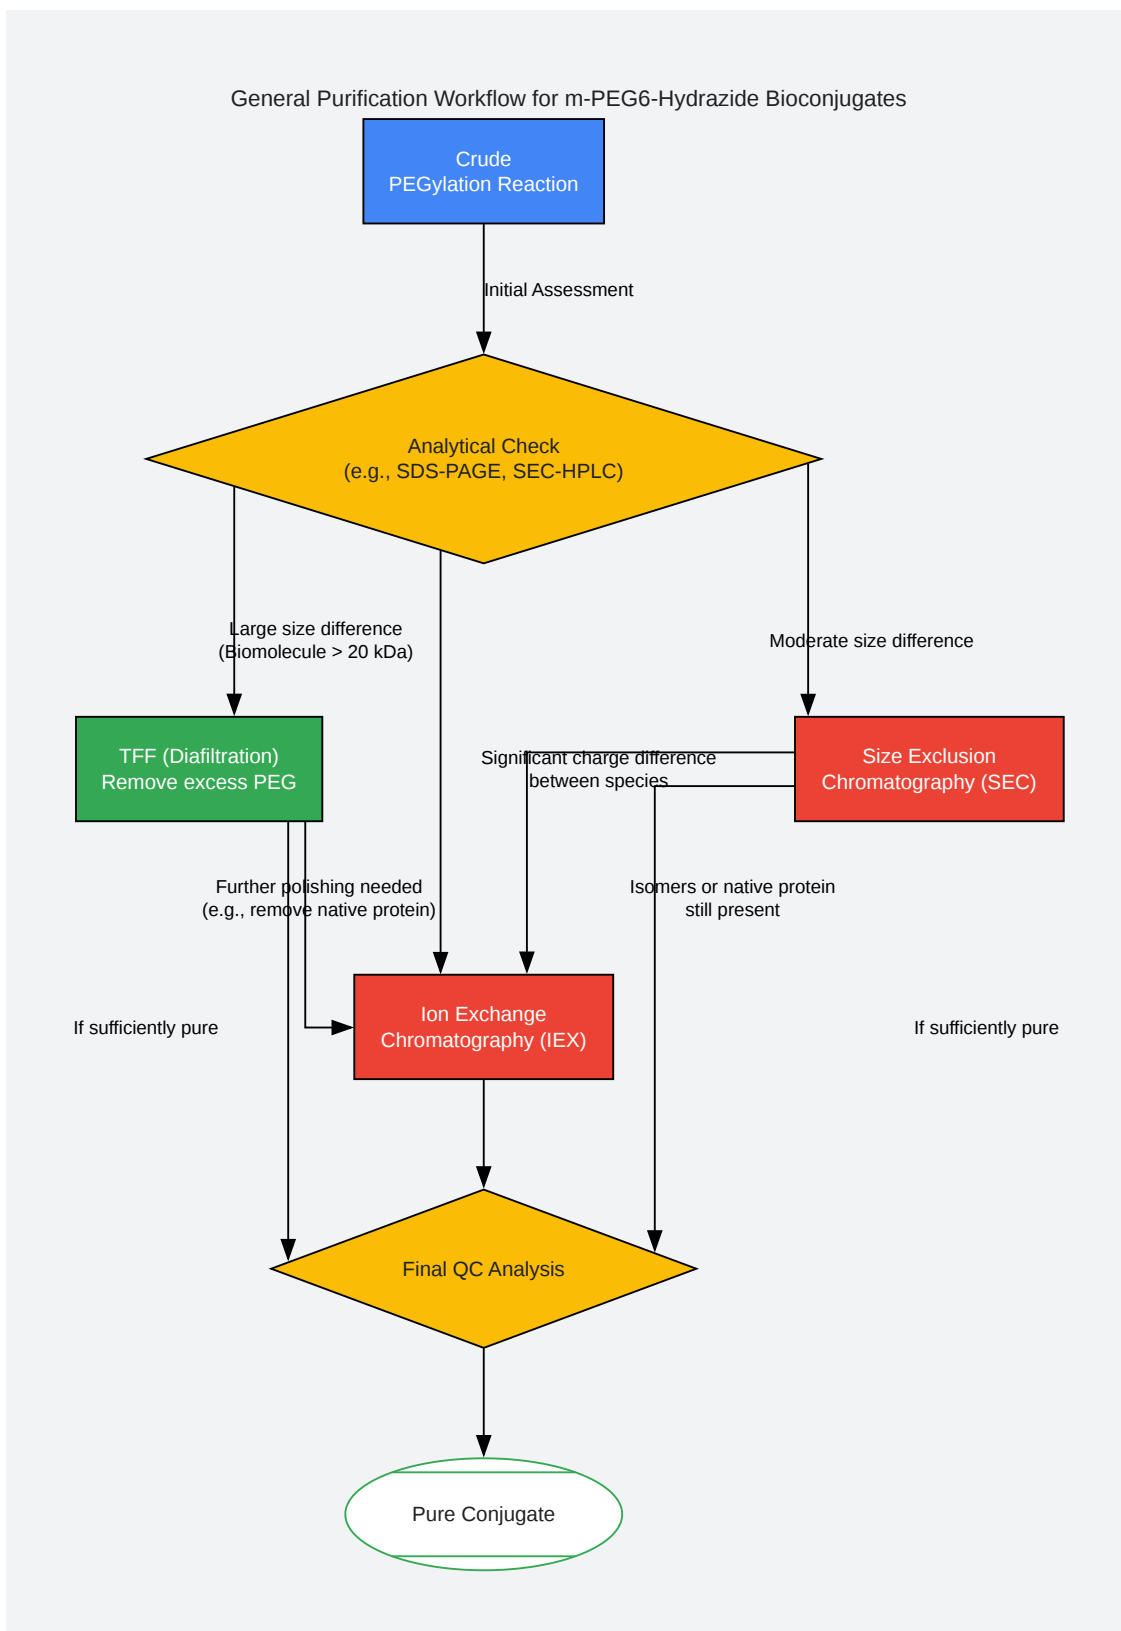 General Purification Workflow for m-PEG6-Hydrazide Bioconjugates
Crude
PEGylation Reaction
Initial Assessment
Analytical Check
(e.g., SDS-PAGE, SEC-HPLC)
Large size difference
(Biomolecule > 20 kDa)
Moderate size difference
TFF (Diafiltration)
Remove excess PEG
Significant charge difference
between species
Size Exclusion
Chromatography (SEC)
Further polishing needed
(e.g., remove native protein)
Isomers or native protein
still present
If sufficiently pure
Ion Exchange
Chromatography (IEX)
If sufficiently pure
Final QC Analysis
Pure Conjugate